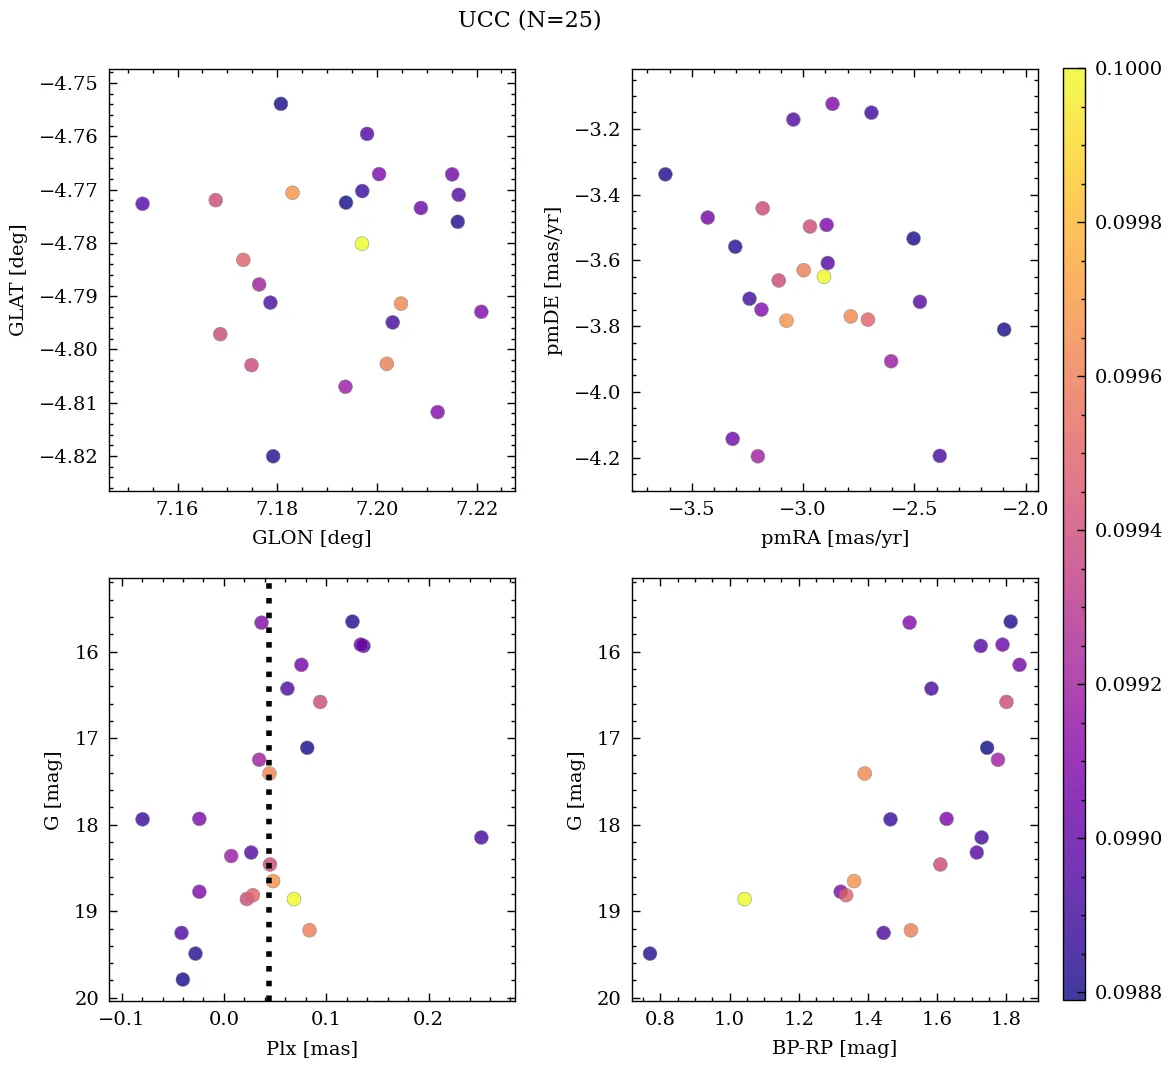 UCC (N=25)
−4.75
−4.76
−4.77
−4.78
−4.79
−4.80
−4.81
−4.82
GLAT [deg]
7.16 7.18 7.20 7.22
GLON [deg]
−3.2
−3.4
−3.6
−3.8
−4.0
−4.2
pmDE [mas/yr]
−3.5 −3.0 −2.5 −2.0
pmRA [mas/yr]
16
17
18
19
20
G [mag]
−0.1 0.0 0.1 0.2
Plx [mas]
16
17
18
19
20
G [mag]
0.8 1.0 1.2 1.4 1.6 1.8
BP-RP [mag]
0.1000
0.0998
0.0996
0.0994
0.0992
0.0990
0.0988